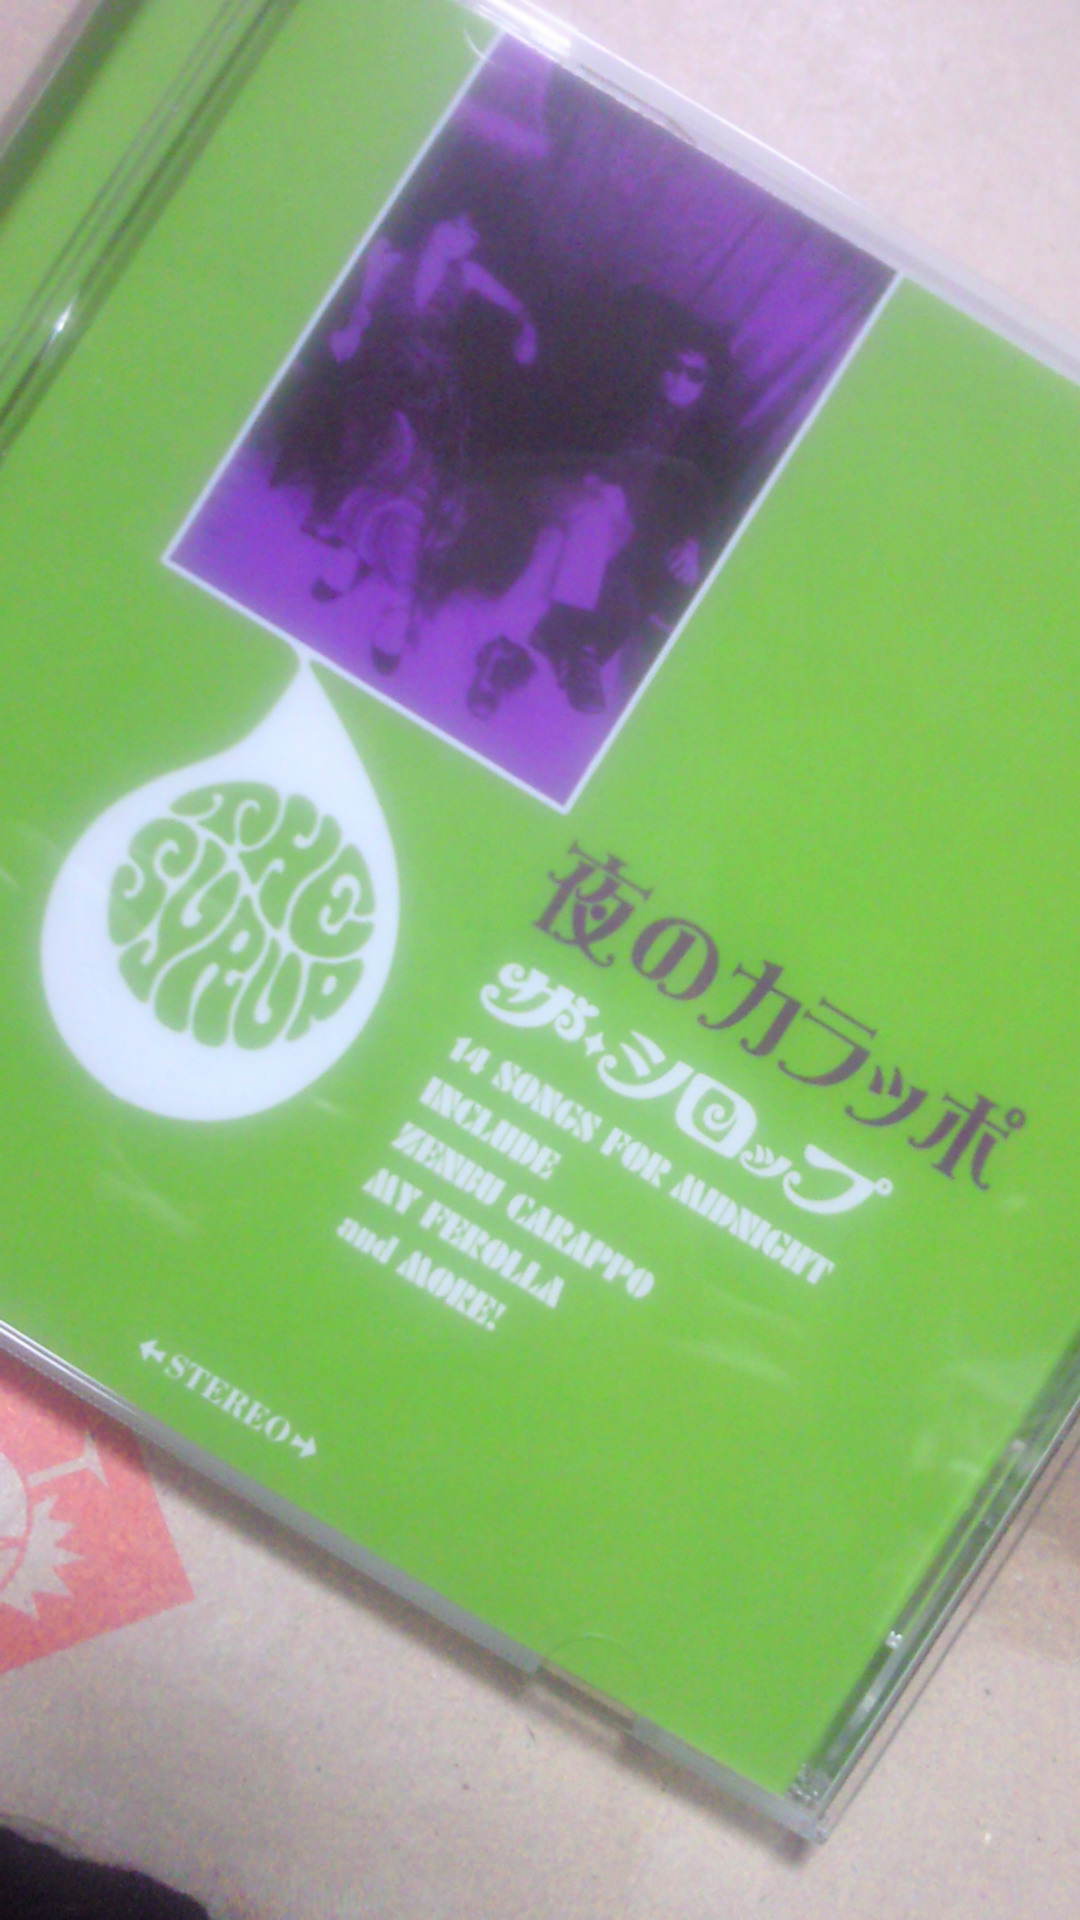 THE
SYRUP
夜のカラッポ
ザ・シロップ
14 SONGS FOR MIDNIGHT
INCLUDE
ZENBU CARAPPO
MY FEROLLA
and MORE!
←STEREO→